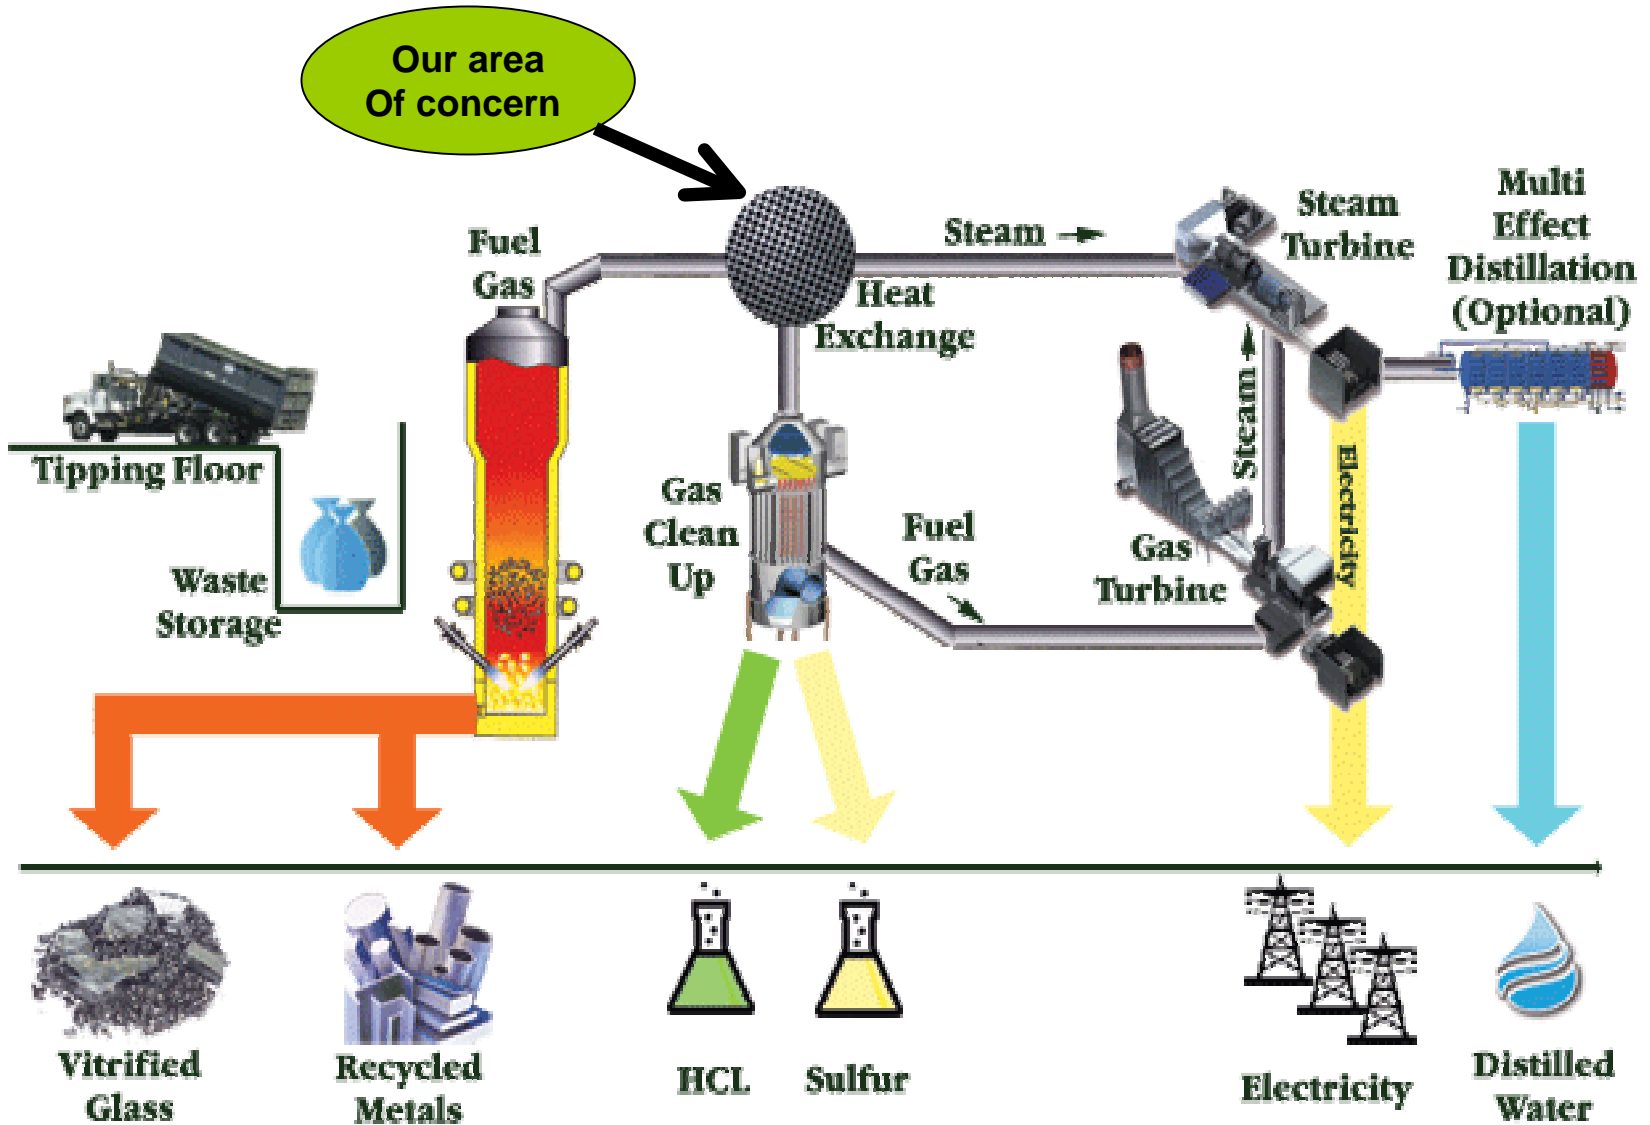 Our area
Of concern
Fuel
Gas
Steam
Heat
Exchange
Steam
Turbine
Multi
Effect
Distillation
(Optional)
Tipping Floor
Waste
Storage
Gas
Clean
Up
Fuel
Gas
Gas
Turbine
Steam
Electricity
Vitrified
Glass
Recycled
Metals
HCL
Sulfur
Electricity
Distilled
Water